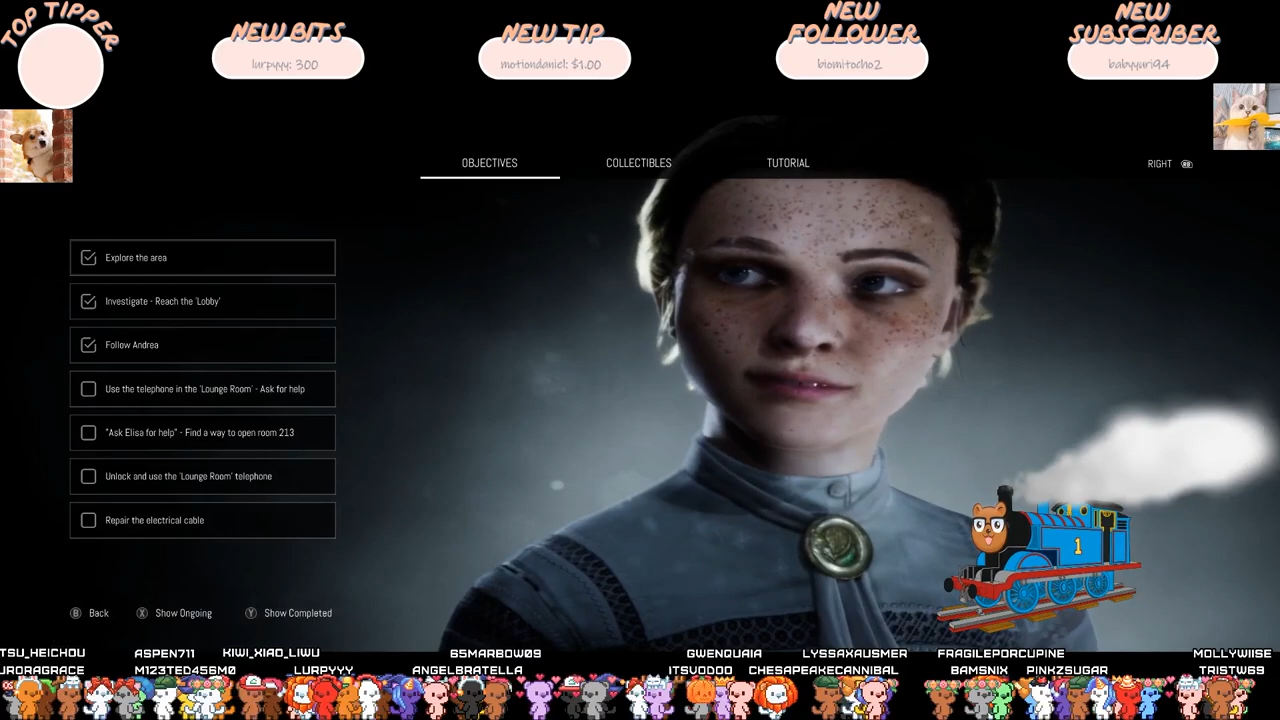 TOP TIPPER
NEW BITS
lurpyyy: 300
NEW TIP
motiondaniel: $1.00
NEW
FOLLOWER
biomitocho2
NEW
SUBSCRIBER
babyyuri94
OBJECTIVES
COLLECTIBLES
TUTORIAL
RIGHT RB
Explore the area
Investigate - Reach the 'Lobby'
Follow Andrea
Use the telephone in the 'Lounge Room' - Ask for help
"Ask Elisa for help" - Find a way to open room 213
Unlock and use the 'Lounge Room' telephone
Repair the electrical cable
1
B Back
X Show Ongoing
Y Show Completed
TSU_HEICHOU ASPEN711 KIWI_XIAO_LIWU B5MARBOW09 GWENQUAIA LYSSAXAUSMER FRAGILEPORCUPINE MOLLYWIISE
URORAGRACE M123TED456M0 LURPYYY ANGELBRATELLA ITSVODOO CHESAPEAKECANNIBAL BAMSNIX PINKZSUGAR TRISTW69